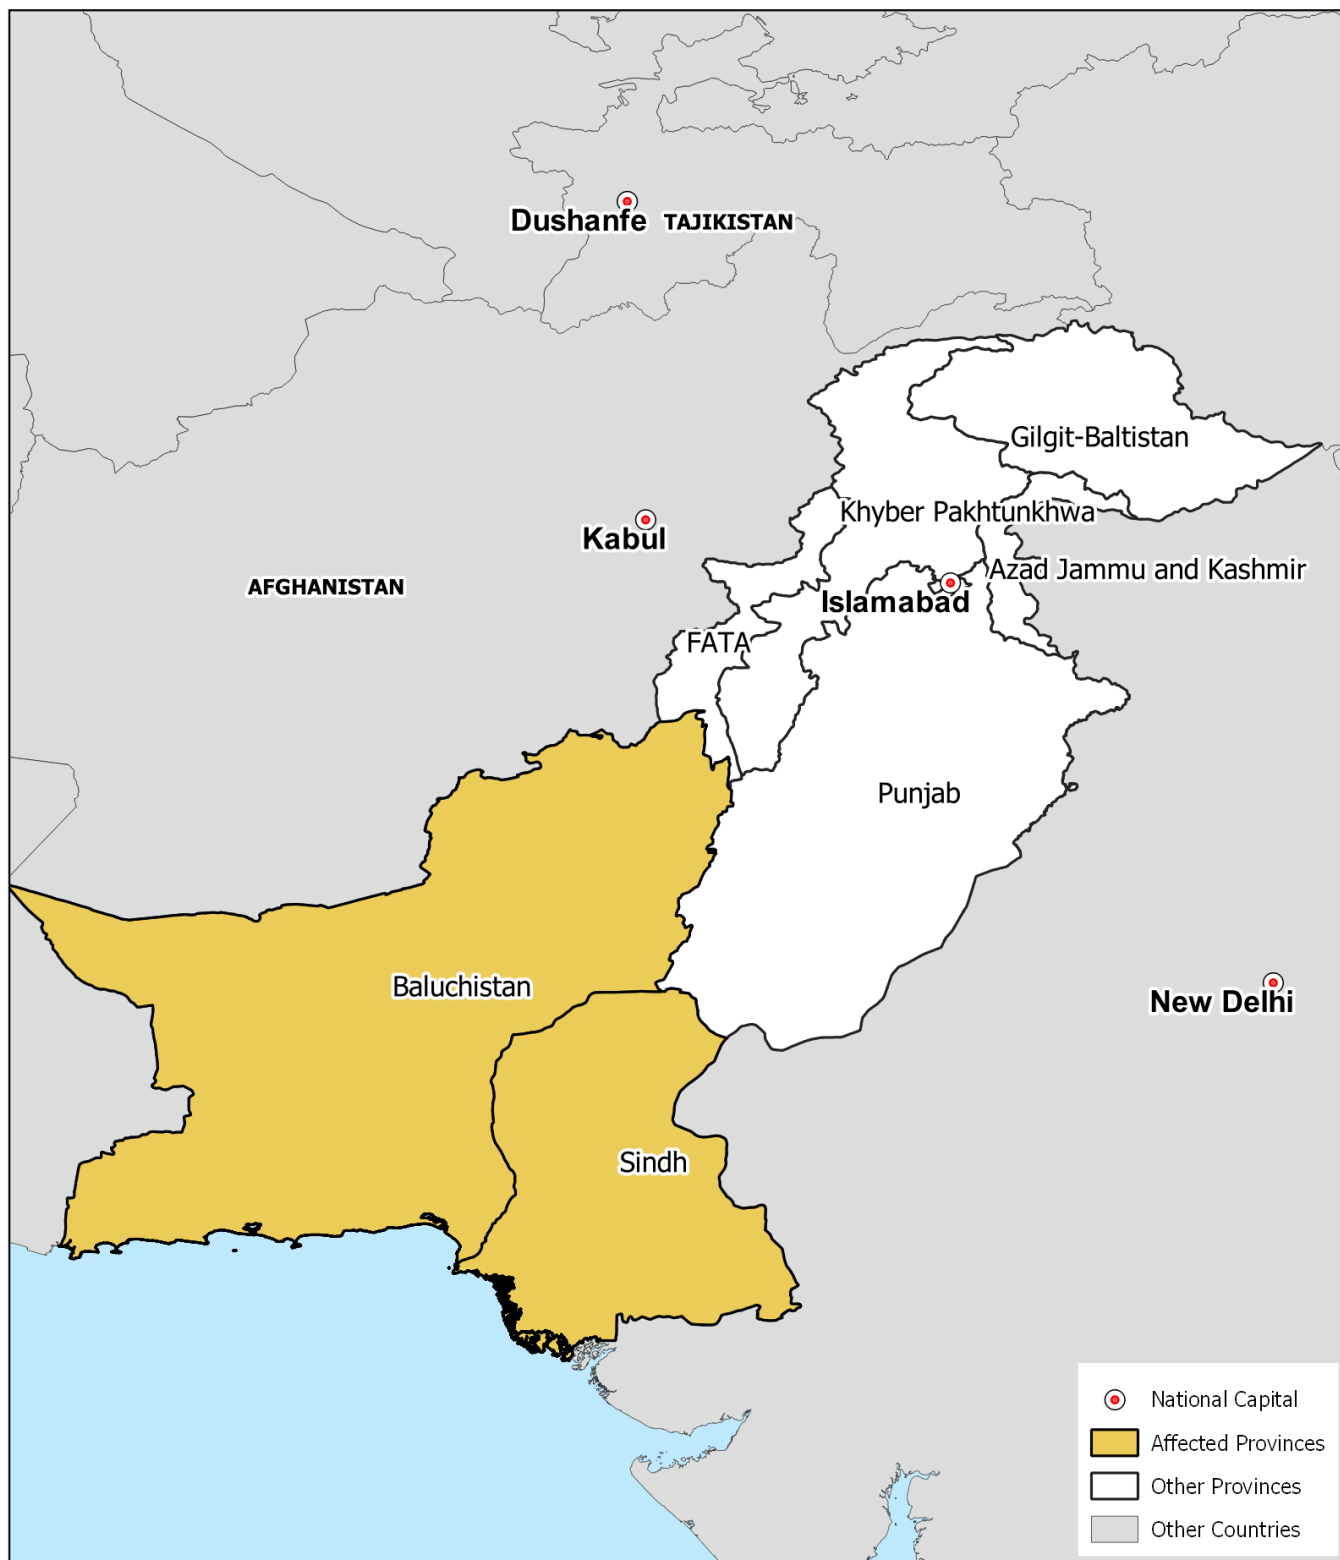 Dushanfe
TAJIKISTAN
Gilgit-Baltistan
Khyber Pakhtunkhwa
Kabul
Azad Jammu and Kashmir
AFGHANISTAN
Islamabad
FATA
Punjab
Baluchistan
New Delhi
Sindh
National Capital
Affected Provinces
Other Provinces
Other Countries